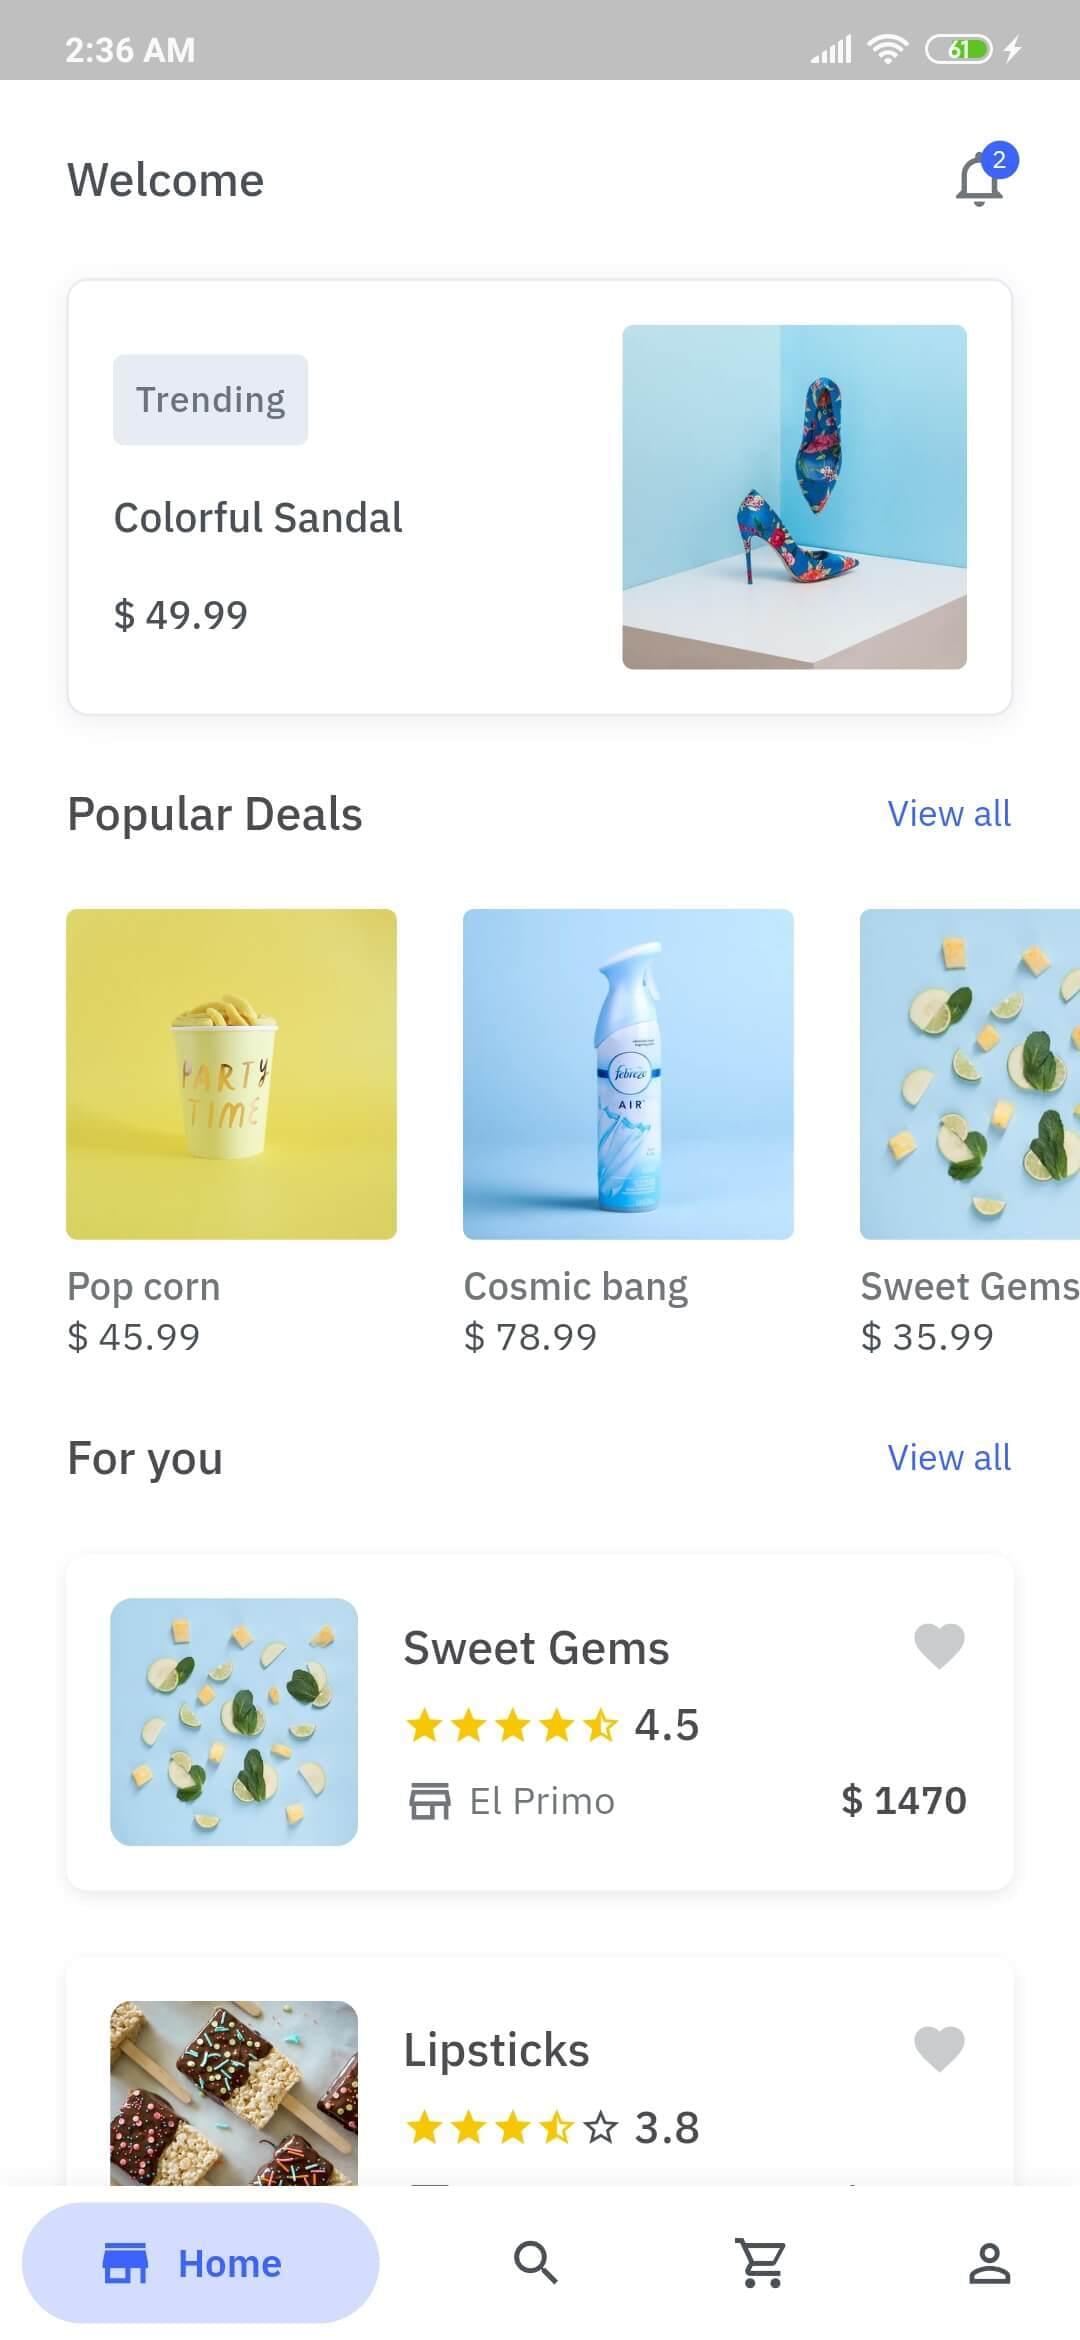 2:36 AM
61
Welcome
2
Trending
Colorful Sandal
$ 49.99
Popular Deals
View all
PARTY
TIME
febreze
AIR
Pop corn
Cosmic bang
Sweet Gems
$ 45.99
$ 78.99
$ 35.99
For you
View all
Sweet Gems
4.5
El Primo
$ 1470
Lipsticks
3.8
Home